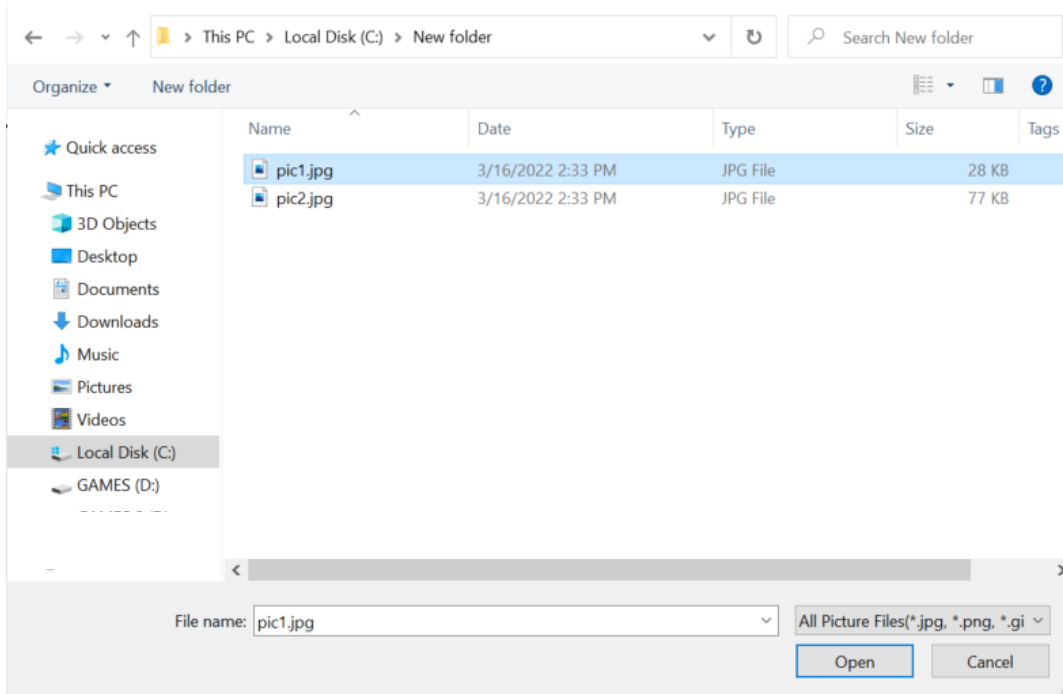 This PC > Local Disk (C:) > New folder
Search New folder
Organize
New folder
?
Name Date Type Size Tags
Quick access
This PC
3D Objects
Desktop
Documents
Downloads
Music
Pictures
Videos
Local Disk (C:)
GAMES (D:)
pic1.jpg 3/16/2022 2:33 PM JPG File 28 KB
pic2.jpg 3/16/2022 2:33 PM JPG File 77 KB
File name: pic1.jpg
All Picture Files(*.jpg, *.png, *.gi
Open Cancel